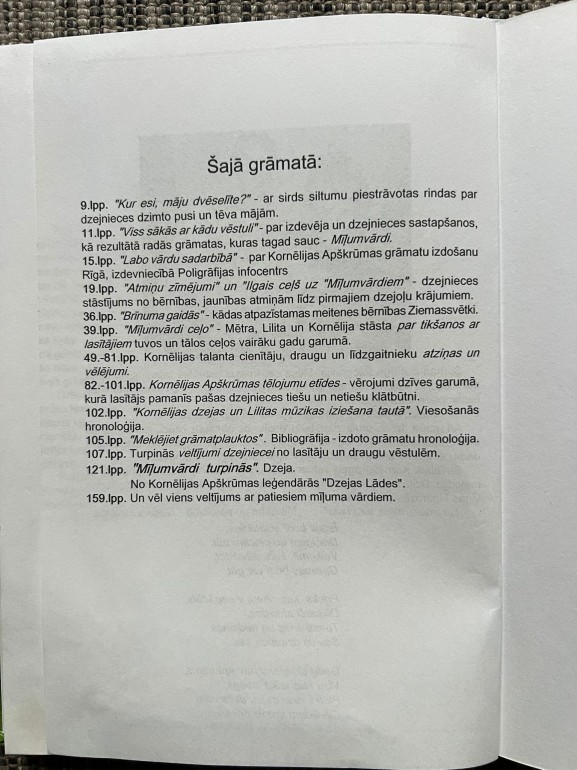 Šajā grāmatā:
9.lpp. "Kur esi, māju dvēselīte?" - ar sirds siltumu piestrāvotas rindas par
dzejnieces dzimto pusi un tēva mājām.
11.lpp. "Viss sākās ar kādu vēstuli" - par izdevēja un dzejnieces sastapšanos,
kā rezultātā radās grāmatas, kuras tagad sauc - Mīļumvārdi.
15.lpp. "Labo vārdu sadarbībā" - par Kornēlijas Apškrūmas grāmatu izdošanu
Rīgā, izdevniecībā Poligrāfijas infocentrs
19.lpp. "Atmiņu zīmējumi" un "Ilgais ceļš uz "Mīļumvārdiem" - dzejnieces
stāstījums no bērnības, jaunības atmiņām līdz pirmajiem dzejoļu krājumiem.
36.lpp. "Brīnuma gaidās" - kādas atpazīstamas meitenes bērnības Ziemassvētki.
39.lpp. "Mīļumvārdi ceļo" - Mētra, Lilita un Kornēlija stāsta par tikšanos ar
lasītājiem tuvos un tālos ceļos vairāku gadu garumā.
49.-81.lpp. Kornēlijas talanta cienītāju, draugu un līdzgaitnieku atziņas un
vēlējumi.
82.-101.lpp. Kornēlijas Apškrūmas tēlojumu etīdes - vērojumi dzīves garumā,
kurā lasītājs pamanīs pašas dzejnieces tiešu un netiešu klātbūtni.
102.lpp. "Kornēlijas dzejas un Lilitas mūzikas iziešana tautā". Viesošanās
hronoloģija.
105.lpp. "Meklējiet grāmatplauktos". Bibliogrāfija - izdoto grāmatu hronoloģija.
107.lpp. Turpinās veltījumi dzejniecei no lasītāju un draugu vēstulēm.
121.lpp. "Mīļumvārdi turpinās". Dzeja.
No Kornēlijas Apškrūmas leģendārās "Dzejas Lādes".
159.lpp. Un vēl viens veltījums ar patiesiem mīļuma vārdiem.